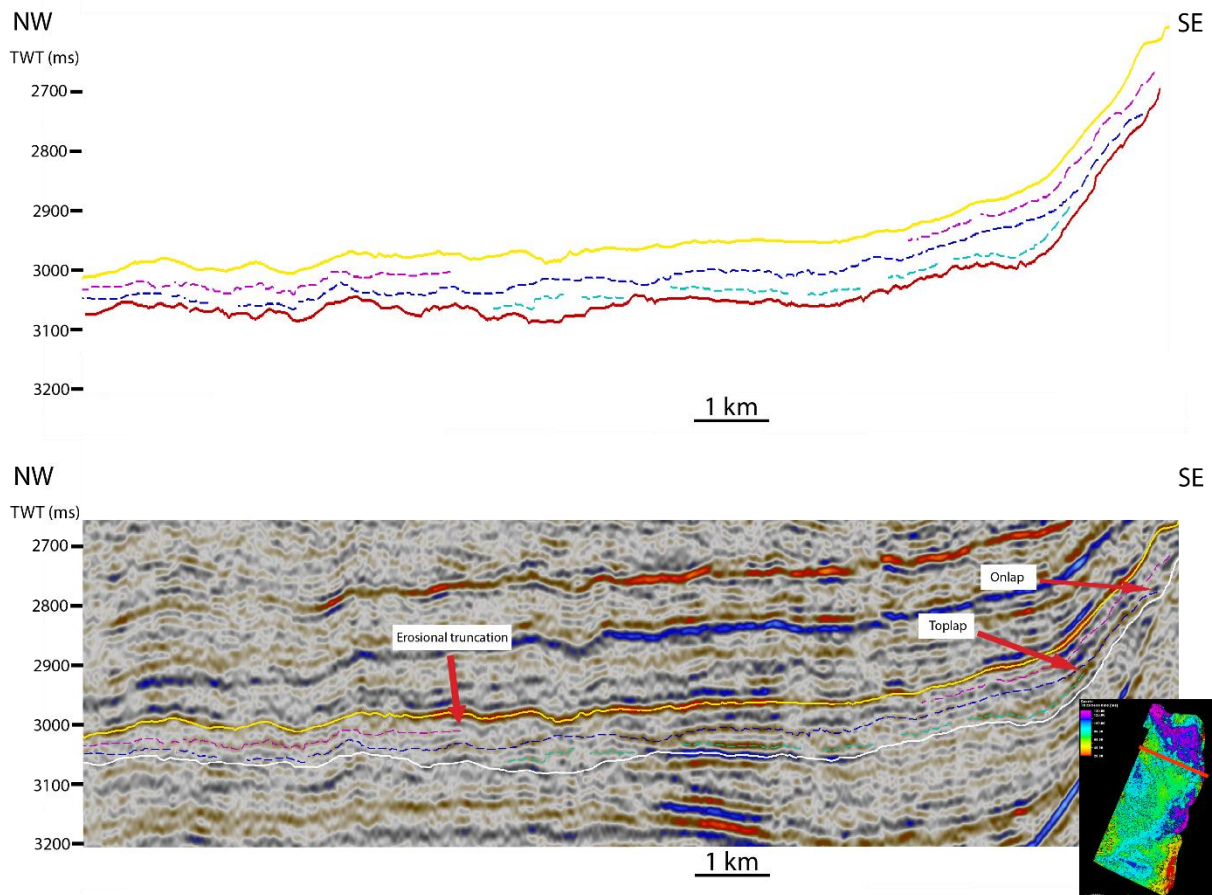 NW
SE
TWT (ms)
2700
2800
2900
3000
3100
3200
1 km
NW
SE
TWT (ms)
2700
2800
2900
3000
3100
3200
Onlap
Toplap
Erosional truncation
1 km